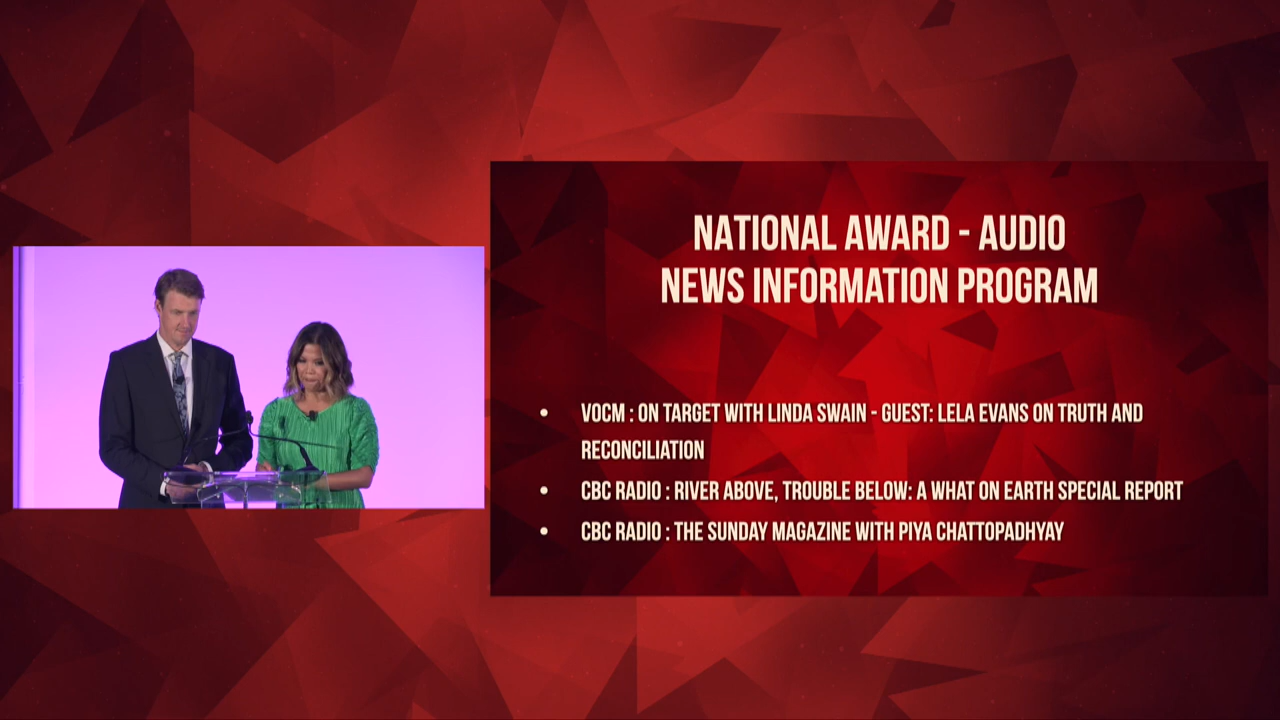 NATIONAL AWARD - AUDIO
NEWS INFORMATION PROGRAM
• VOCM : ON TARGET WITH LINDA SWAIN - GUEST: LELA EVANS ON TRUTH AND
RECONCILIATION
• CBC RADIO : RIVER ABOVE, TROUBLE BELOW: A WHAT ON EARTH SPECIAL REPORT
• CBC RADIO : THE SUNDAY MAGAZINE WITH PIYA CHATTOPADHYAY